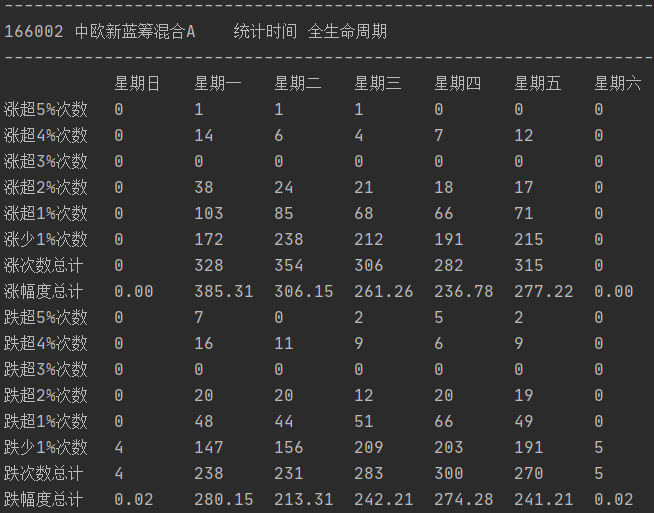 166002 中欧新蓝筹混合A 统计时间 全生命周期
星期日 星期一 星期二 星期三 星期四 星期五 星期六
涨超5%次数 0 1 1 1 0 0 0
涨超4%次数 0 14 6 4 7 12 0
涨超3%次数 0 0 0 0 0 0 0
涨超2%次数 0 38 24 21 18 17 0
涨超1%次数 0 103 85 68 66 71 0
涨少1%次数 0 172 238 212 191 215 0
涨次数总计 0 328 354 306 282 315 0
涨幅度总计 0.00 385.31 306.15 261.26 236.78 277.22 0.00
跌超5%次数 0 7 0 2 5 2 0
跌超4%次数 0 16 11 9 6 9 0
跌超3%次数 0 0 0 0 0 0 0
跌超2%次数 0 20 20 12 20 19 0
跌超1%次数 0 48 44 51 66 49 0
跌少1%次数 4 147 156 209 203 191 5
跌次数总计 4 238 231 283 300 270 5
跌幅度总计 0.02 280.15 213.31 242.21 274.28 241.21 0.02